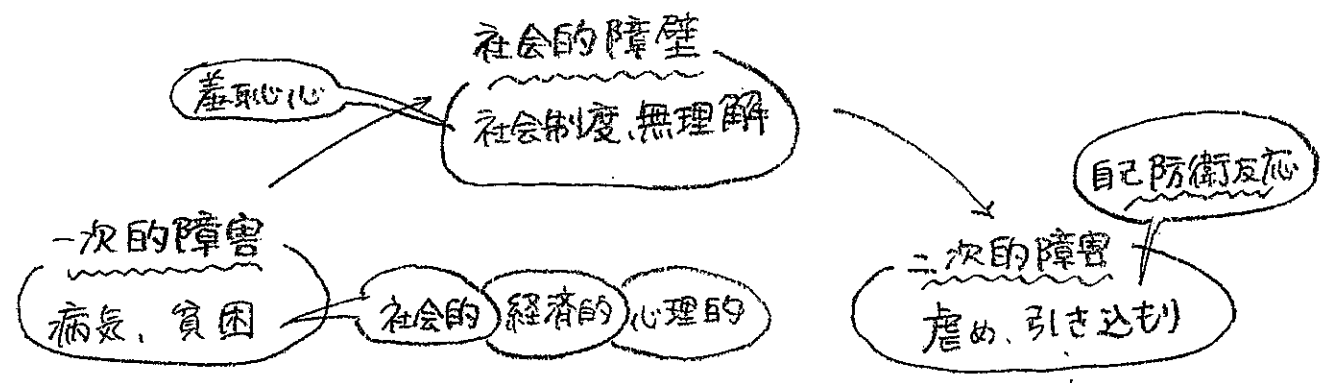 社会的障壁
羞恥心
社会制度、無理解
自己防衛反応
一次的障害
二次的障害
病気、貧困
社会的 経済的 心理的
虐め、引き込もり